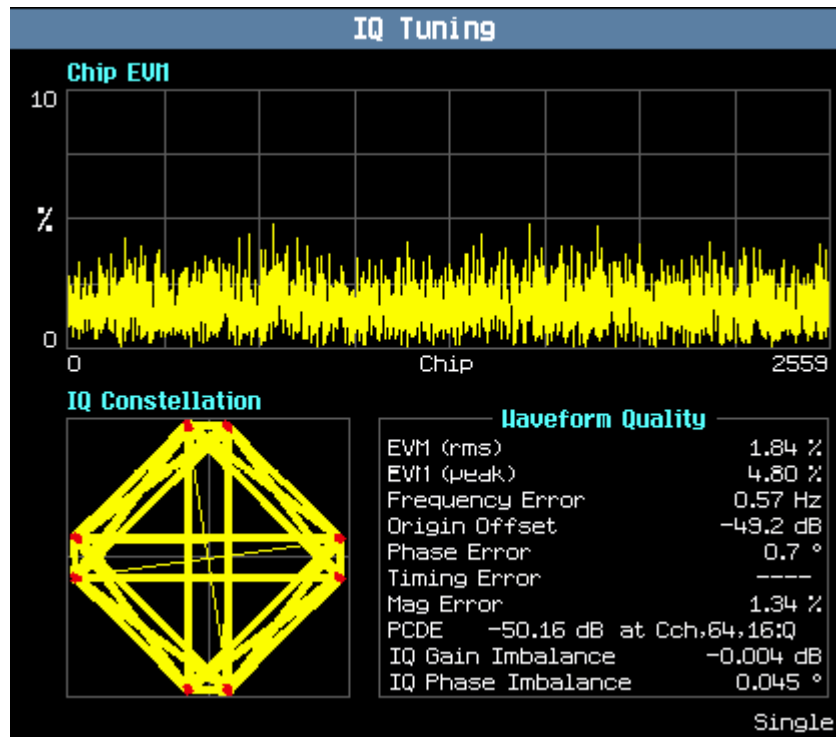 IQ Tuning
Chip EVM
10
%
0
0 Chip 2559
IQ Constellation
Waveform Quality
EVM (rms) 1.84 %
EVM (peak) 4.80 %
Frequency Error 0.57 Hz
Origin Offset -49.2 dB
Phase Error 0.7 °
Timing Error ----
Mag Error 1.34 %
PCDE -50.16 dB at Cch,64,16:Q
IQ Gain Imbalance -0.004 dB
IQ Phase Imbalance 0.045 °
Single